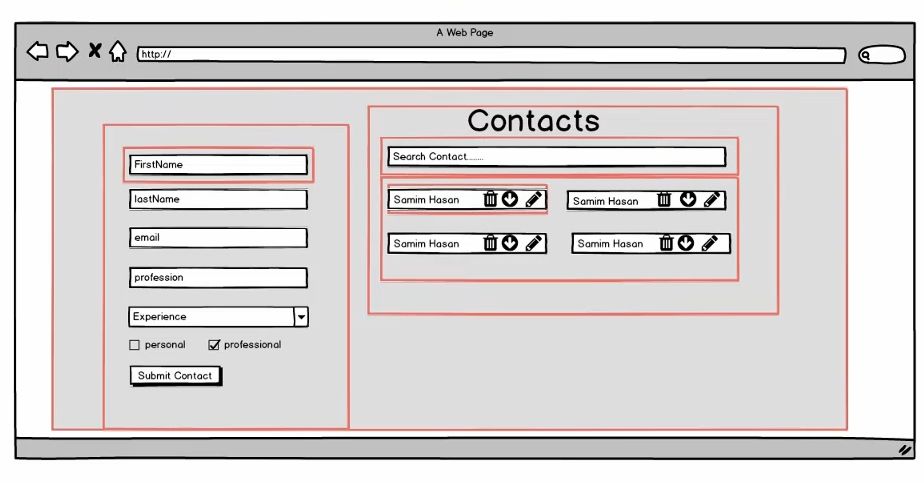 A Web Page
http://
FirstName
lastName
email
profession
Experience
personal professional
Submit Contact
Contacts
Search Contact........
Samim Hasan Samim Hasan
Samim Hasan Samim Hasan